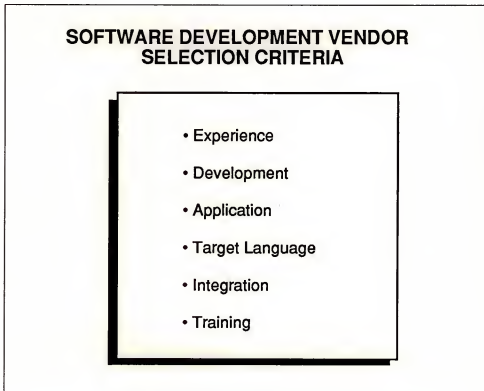 SOFTWARE DEVELOPMENT VENDOR
SELECTION CRITERIA
• Experience
• Development
• Application
• Target Language
• Integration
• Training